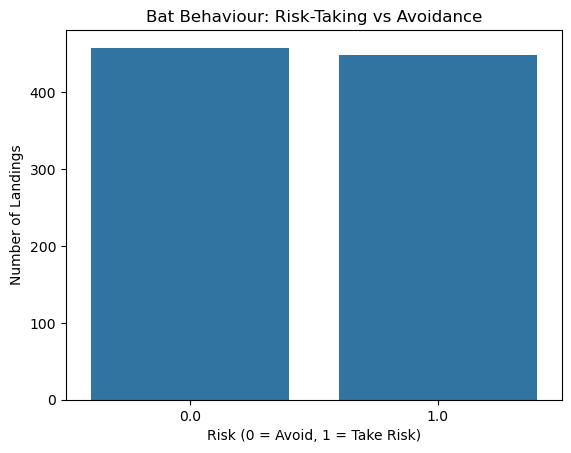 Bat Behaviour: Risk-Taking vs Avoidance
Number of Landings
400
300
200
100
0
0.0
1.0
Risk (0 = Avoid, 1 = Take Risk)